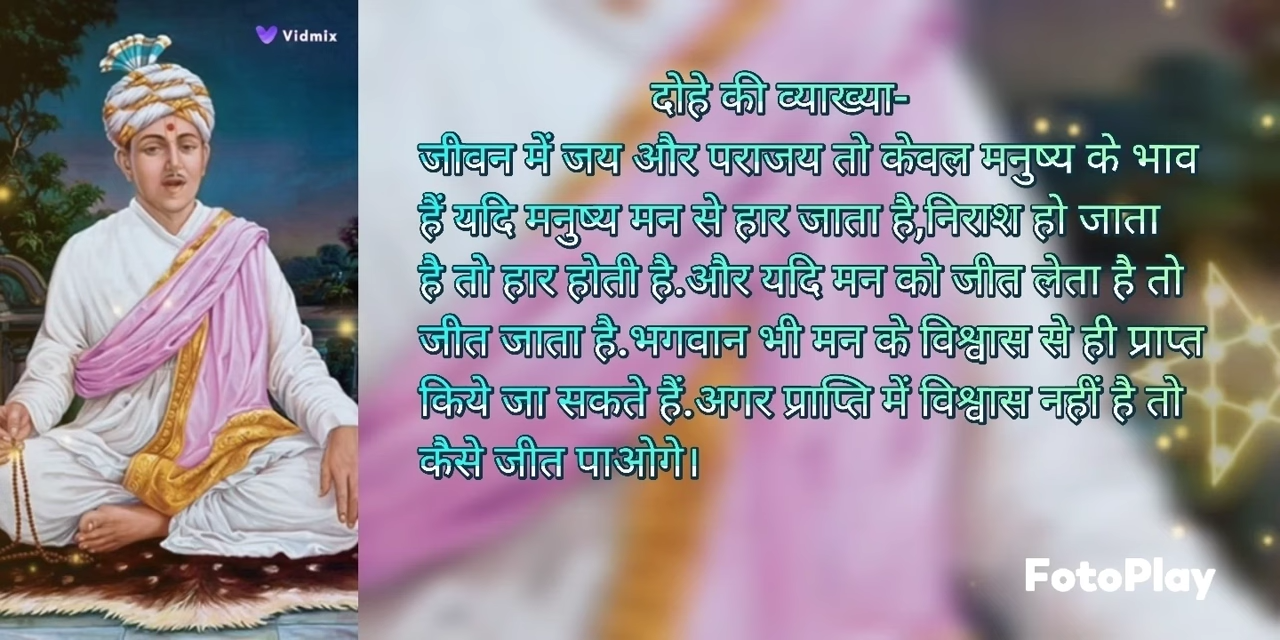 Vidmix
दोहे की व्याख्या-
जीवन में जय और पराजय तो केवल मनुष्य के भाव
हैं यदि मनुष्य मन से हार जाता है,निराश हो जाता
है तो हार होती है.और यदि मन को जीत लेता है तो
जीत जाता है.भगवान भी मन के विश्वास से ही प्राप्त
किये जा सकते हैं.अगर प्राप्ति में विश्वास नहीं है तो
कैसे जीत पाओगे।
FotoPlay